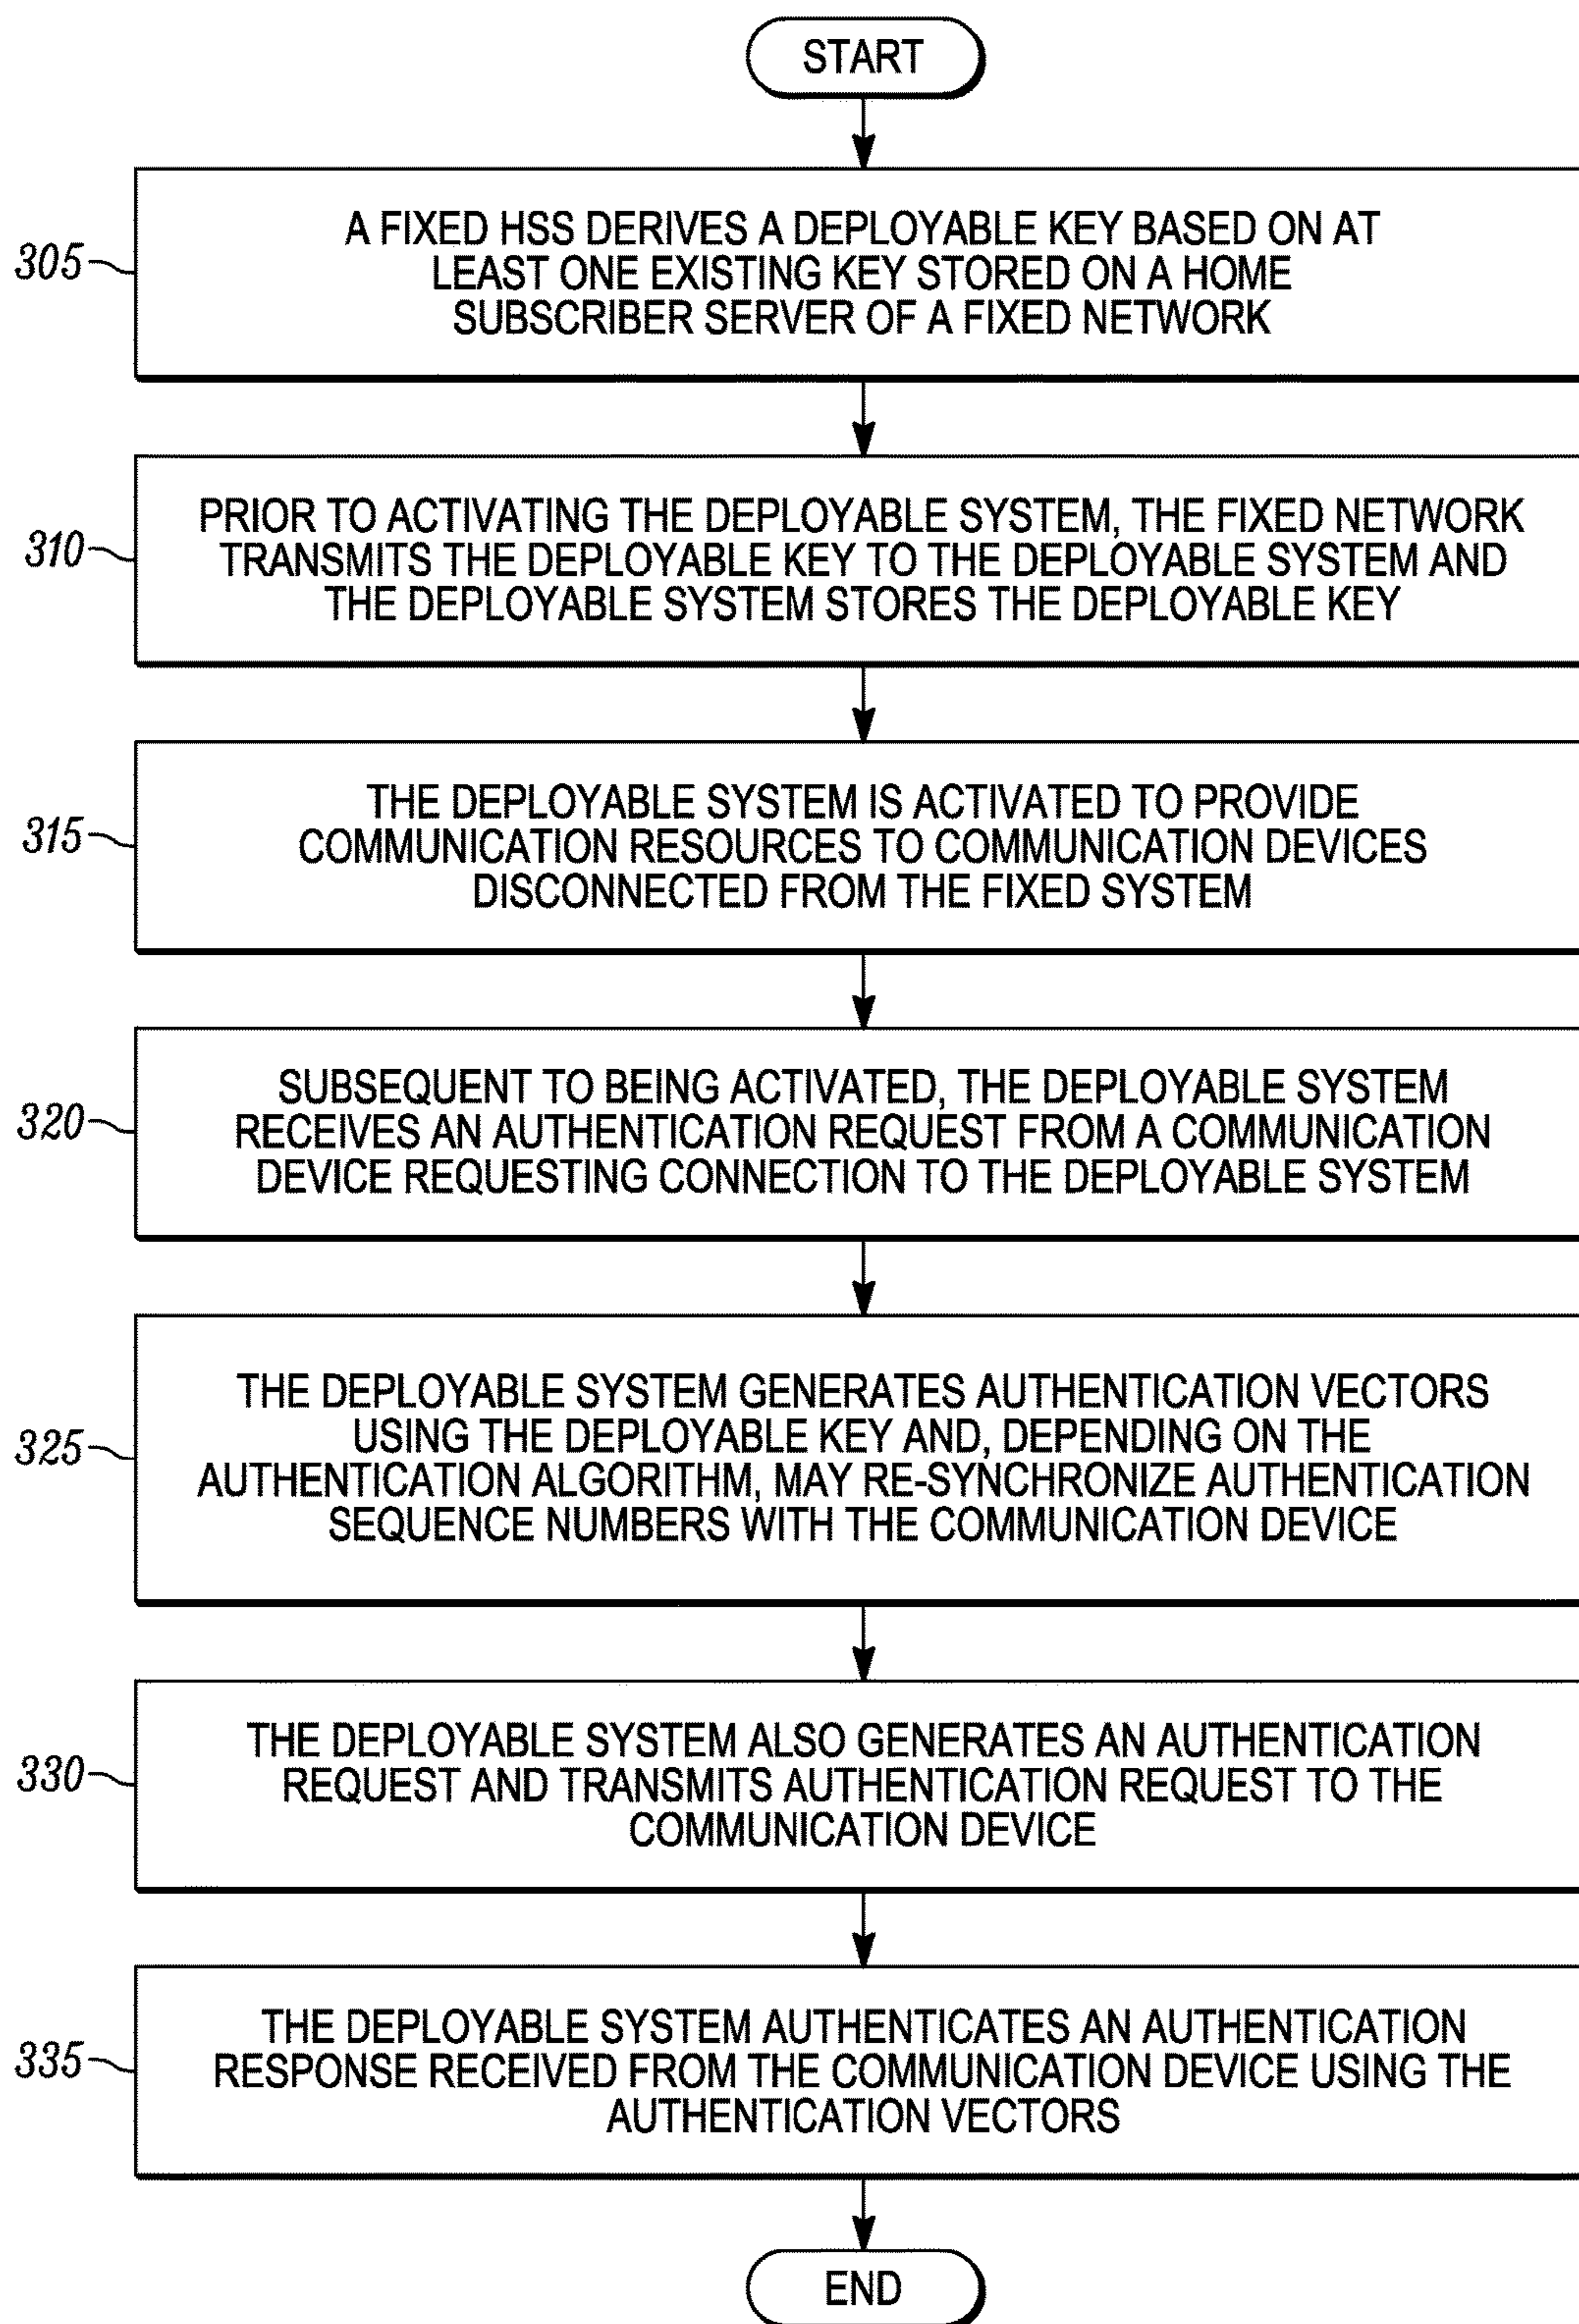 START
305
A FIXED HSS DERIVES A DEPLOYABLE KEY BASED ON AT
LEAST ONE EXISTING KEY STORED ON A HOME
SUBSCRIBER SERVER OF A FIXED NETWORK
310
PRIOR TO ACTIVATING THE DEPLOYABLE SYSTEM, THE FIXED NETWORK
TRANSMITS THE DEPLOYABLE KEY TO THE DEPLOYABLE SYSTEM AND
THE DEPLOYABLE SYSTEM STORES THE DEPLOYABLE KEY
315
THE DEPLOYABLE SYSTEM IS ACTIVATED TO PROVIDE
COMMUNICATION RESOURCES TO COMMUNICATION DEVICES
DISCONNECTED FROM THE FIXED SYSTEM
320
SUBSEQUENT TO BEING ACTIVATED, THE DEPLOYABLE SYSTEM
RECEIVES AN AUTHENTICATION REQUEST FROM A COMMUNICATION
DEVICE REQUESTING CONNECTION TO THE DEPLOYABLE SYSTEM
325
THE DEPLOYABLE SYSTEM GENERATES AUTHENTICATION VECTORS
USING THE DEPLOYABLE KEY AND, DEPENDING ON THE
AUTHENTICATION ALGORITHM, MAY RE-SYNCHRONIZE AUTHENTICATION
SEQUENCE NUMBERS WITH THE COMMUNICATION DEVICE
330
THE DEPLOYABLE SYSTEM ALSO GENERATES AN AUTHENTICATION
REQUEST AND TRANSMITS AUTHENTICATION REQUEST TO THE
COMMUNICATION DEVICE
335
THE DEPLOYABLE SYSTEM AUTHENTICATES AN AUTHENTICATION
RESPONSE RECEIVED FROM THE COMMUNICATION DEVICE USING THE
AUTHENTICATION VECTORS
END